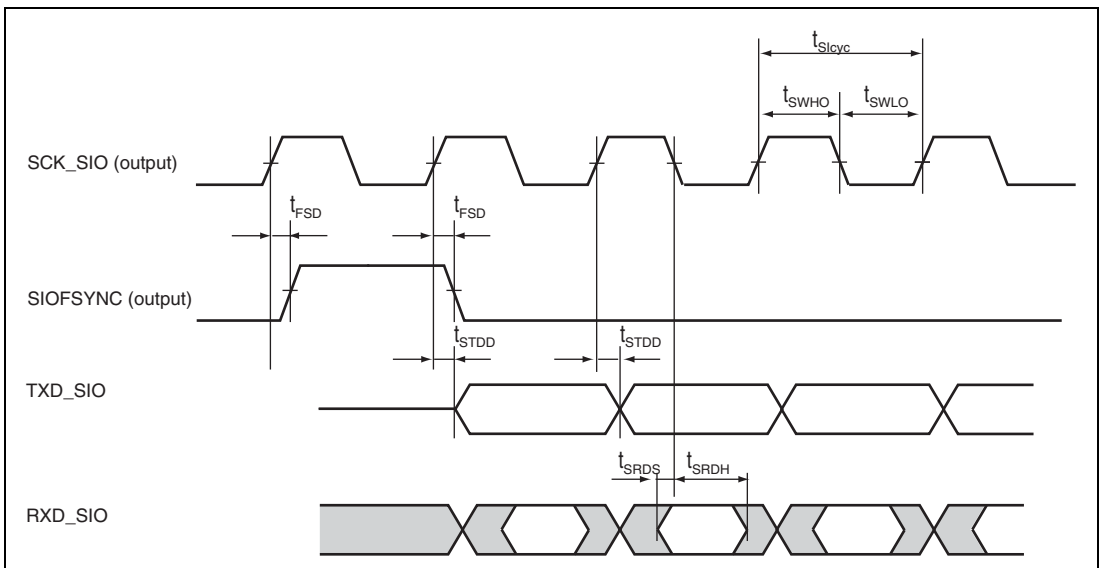 tSIcyc
tSWHO tSWLO
SCK_SIO (output)
tFSD tFSD
SIOFSYNC (output)
tSTDD tSTDD
TXD_SIO
tSRDS tSRDH
RXD_SIO